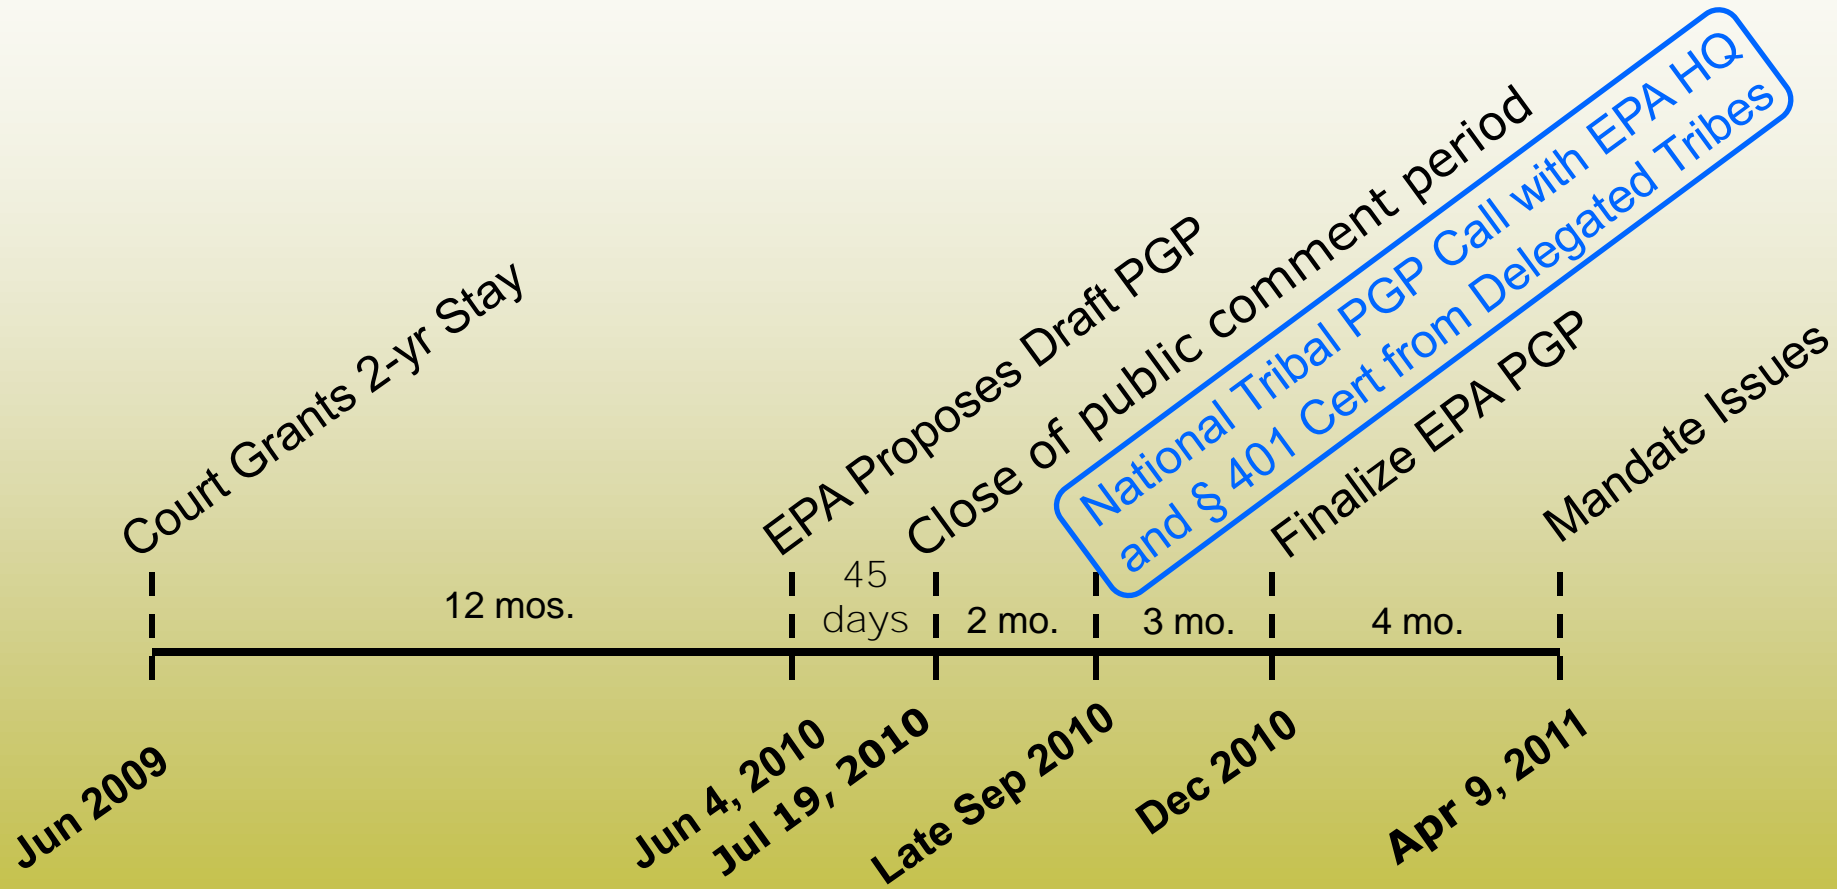 Court Grants 2-yr Stay
EPA Proposes Draft PGP
Close of public comment period
National Tribal PGP Call with EPA HQ
and § 401 Cert from Delegated Tribes
Finalize EPA PGP
Mandate Issues
12 mos.
45
days
2 mo.
3 mo.
4 mo.
Jun 2009
Jun 4, 2010
Jul 19, 2010
Late Sep 2010
Dec 2010
Apr 9, 2011